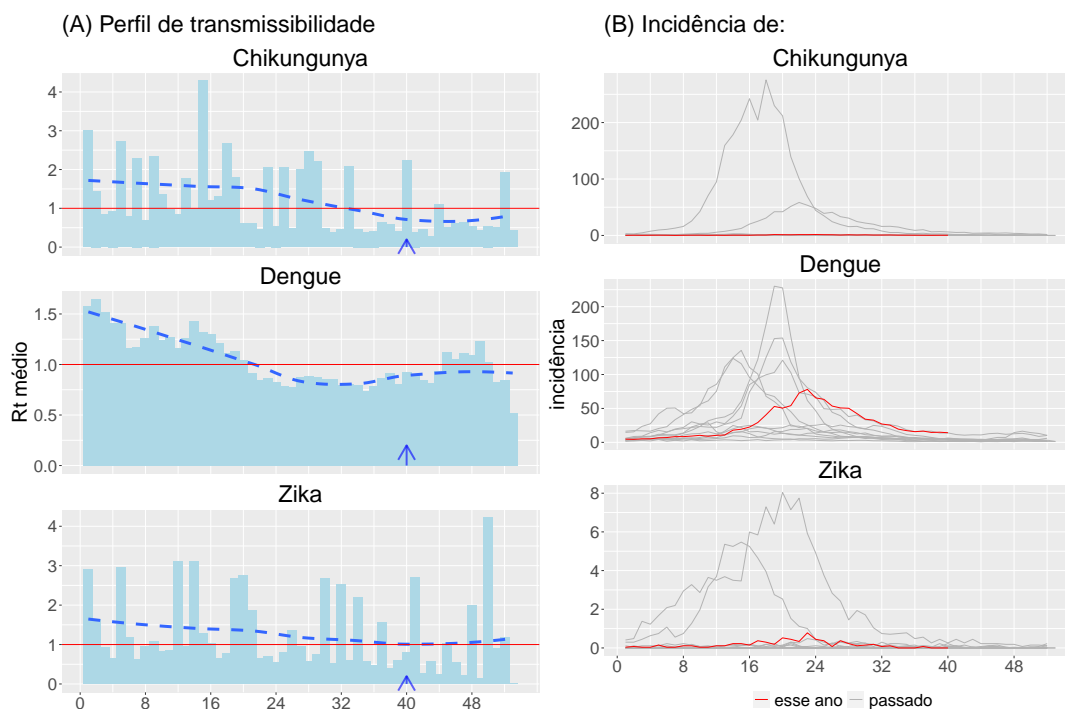 (A) Perfil de transmissibilidade
Chikungunya
4
3
2
1
0
Dengue
1.5
1.0
0.5
0.0
Zika
4
3
2
1
0
0 8 16 24 32 40 48
Rt médio
(B) Incidência de:
Chikungunya
200
100
0
Dengue
200
150
100
50
0
Zika
8
6
4
2
0
0 8 16 24 32 40 48
incidência
esse ano passado